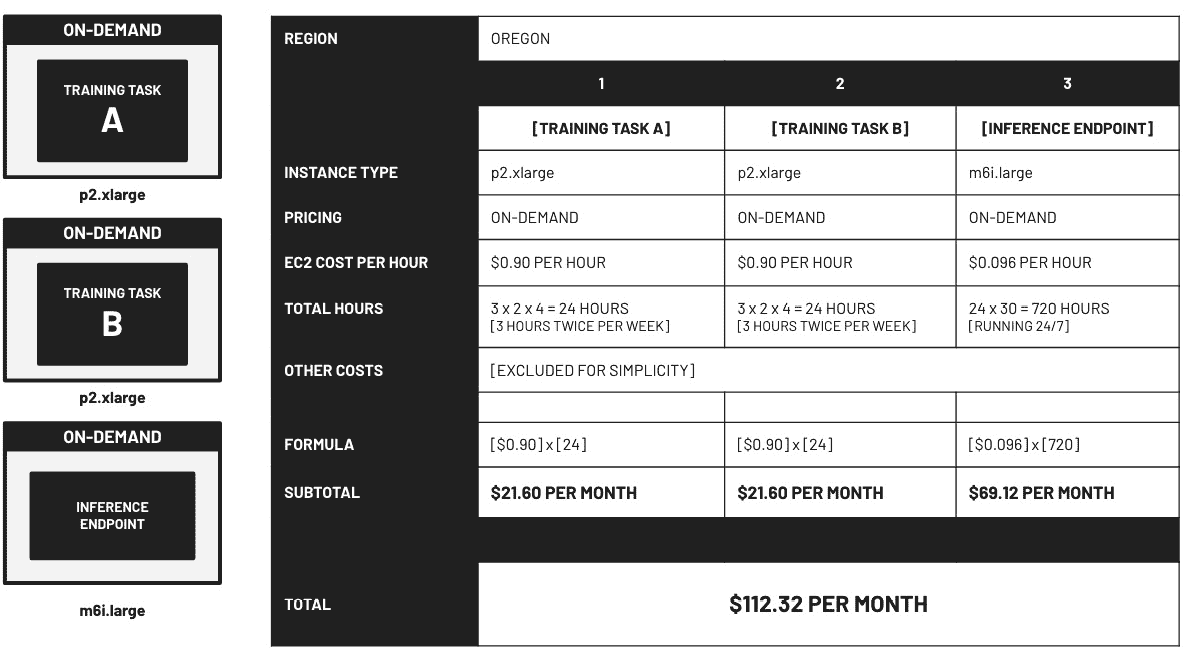 ON-DEMAND
TRAINING TASK
A
p2.xlarge
ON-DEMAND
TRAINING TASK
B
p2.xlarge
ON-DEMAND
INFERENCE
ENDPOINT
m6i.large
REGION OREGON
1 2 3
[TRAINING TASK A] [TRAINING TASK B] [INFERENCE ENDPOINT]
INSTANCE TYPE p2.xlarge p2.xlarge m6i.large
PRICING ON-DEMAND ON-DEMAND ON-DEMAND
EC2 COST PER HOUR $0.90 PER HOUR $0.90 PER HOUR $0.096 PER HOUR
TOTAL HOURS 3 x 2 x 4 = 24 HOURS 3 x 2 x 4 = 24 HOURS 24 x 30 = 720 HOURS
[3 HOURS TWICE PER WEEK] [3 HOURS TWICE PER WEEK] [RUNNING 24/7]
OTHER COSTS [EXCLUDED FOR SIMPLICITY]
FORMULA [$0.90] x [24] [$0.90] x [24] [$0.096] x [720]
SUBTOTAL $21.60 PER MONTH $21.60 PER MONTH $69.12 PER MONTH
TOTAL $112.32 PER MONTH